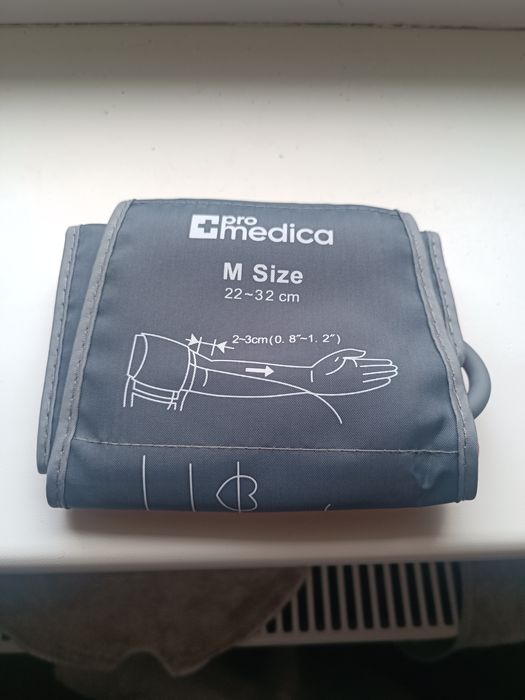 pro
medica
M Size
22~32 cm
2~3cm(0. 8"~1. 2")